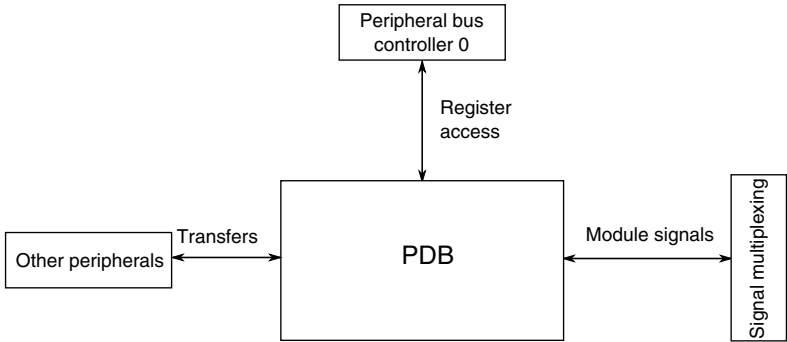 Peripheral bus
controller 0
Register
access
Transfers
Other peripherals
PDB
Module signals
Signal multiplexing